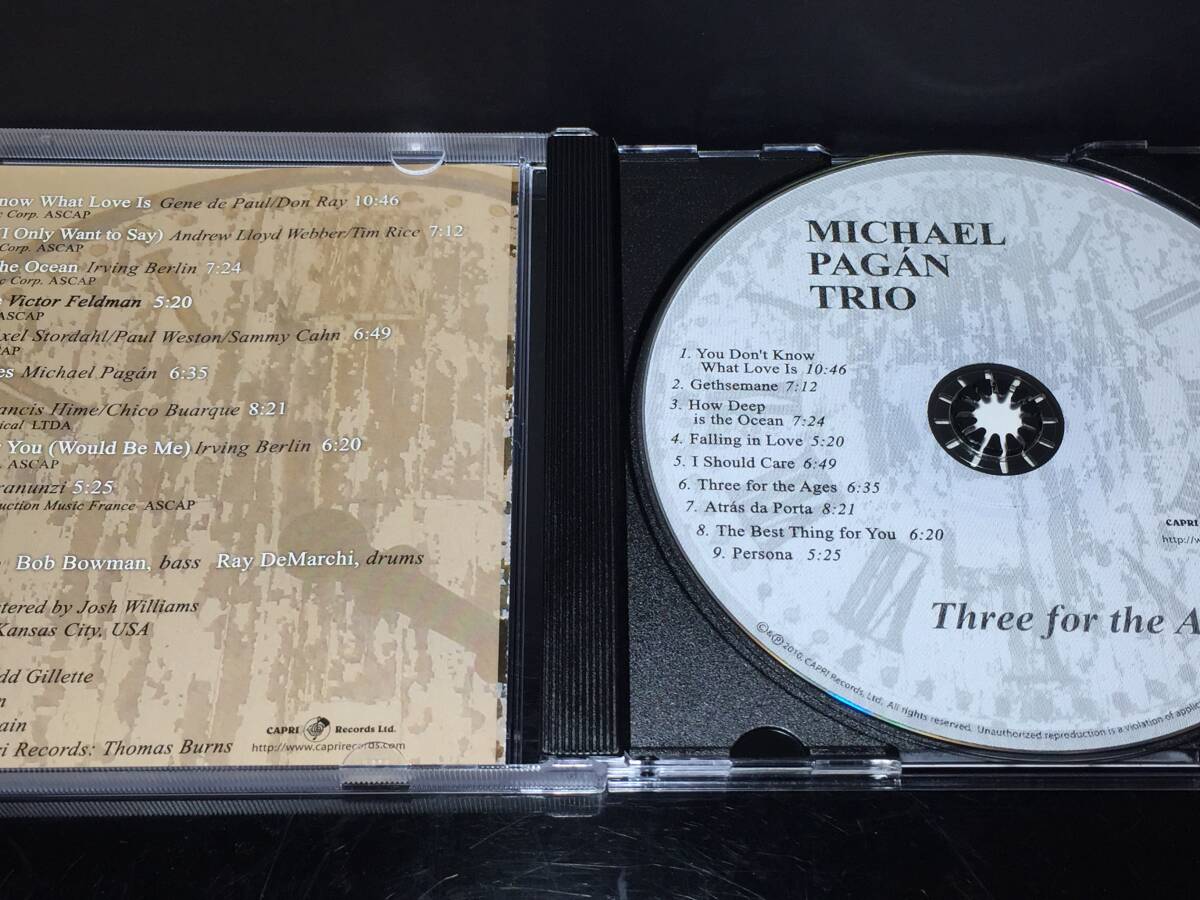 now What Love Is Gene de Paul/Don Ray 10:46
Corp. ASCAP
(I Only Want to Say) Andrew Lloyd Webber/Tim Rice 7:12
Corp. ASCAP
the Ocean Irving Berlin 7:24
Corp. ASCAP
Victor Feldman 5:20
ASCAP
xel Stordahl/Paul Weston/Sammy Cahn 6:49
CAP
es Michael Pagán 6:35
ancis Hime/Chico Buarque 8:21
ical LTDA
You (Would Be Me) Irving Berlin 6:20
ASCAP
ranunzi 5:25
uction Music France ASCAP
Bob Bowman, bass Ray DeMarchi, drums
tered by Josh Williams
Kansas City, USA
dd Gillette
n
ain
ri Records: Thomas Burns
CAPRI Records Ltd.
http://www.caprirecords.com
MICHAEL
PAGÁN
TRIO
1. You Don't Know
What Love Is 10:46
2. Gethsemane 7:12
3. How Deep
is the Ocean 7:24
4. Falling in Love 5:20
5. I Should Care 6:49
6. Three for the Ages 6:35
7. Atrás da Porta 8:21
8. The Best Thing for You 6:20
9. Persona 5:25
CAPRI
http://w
Three for the A
©&℗ 2010, CAPRI Records, Ltd. All rights reserved. Unauthorized reproduction is a violation of applic